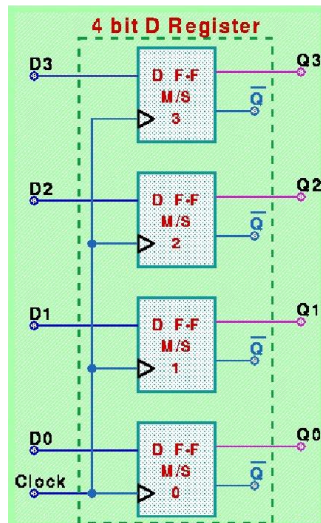 4 bit D Register
D3
D F-F
M/S
3
Q3
Q̅
D2
D F-F
M/S
2
Q2
Q̅
D1
D F-F
M/S
1
Q1
Q̅
D0
D F-F
M/S
0
Q0
Q̅
Clock